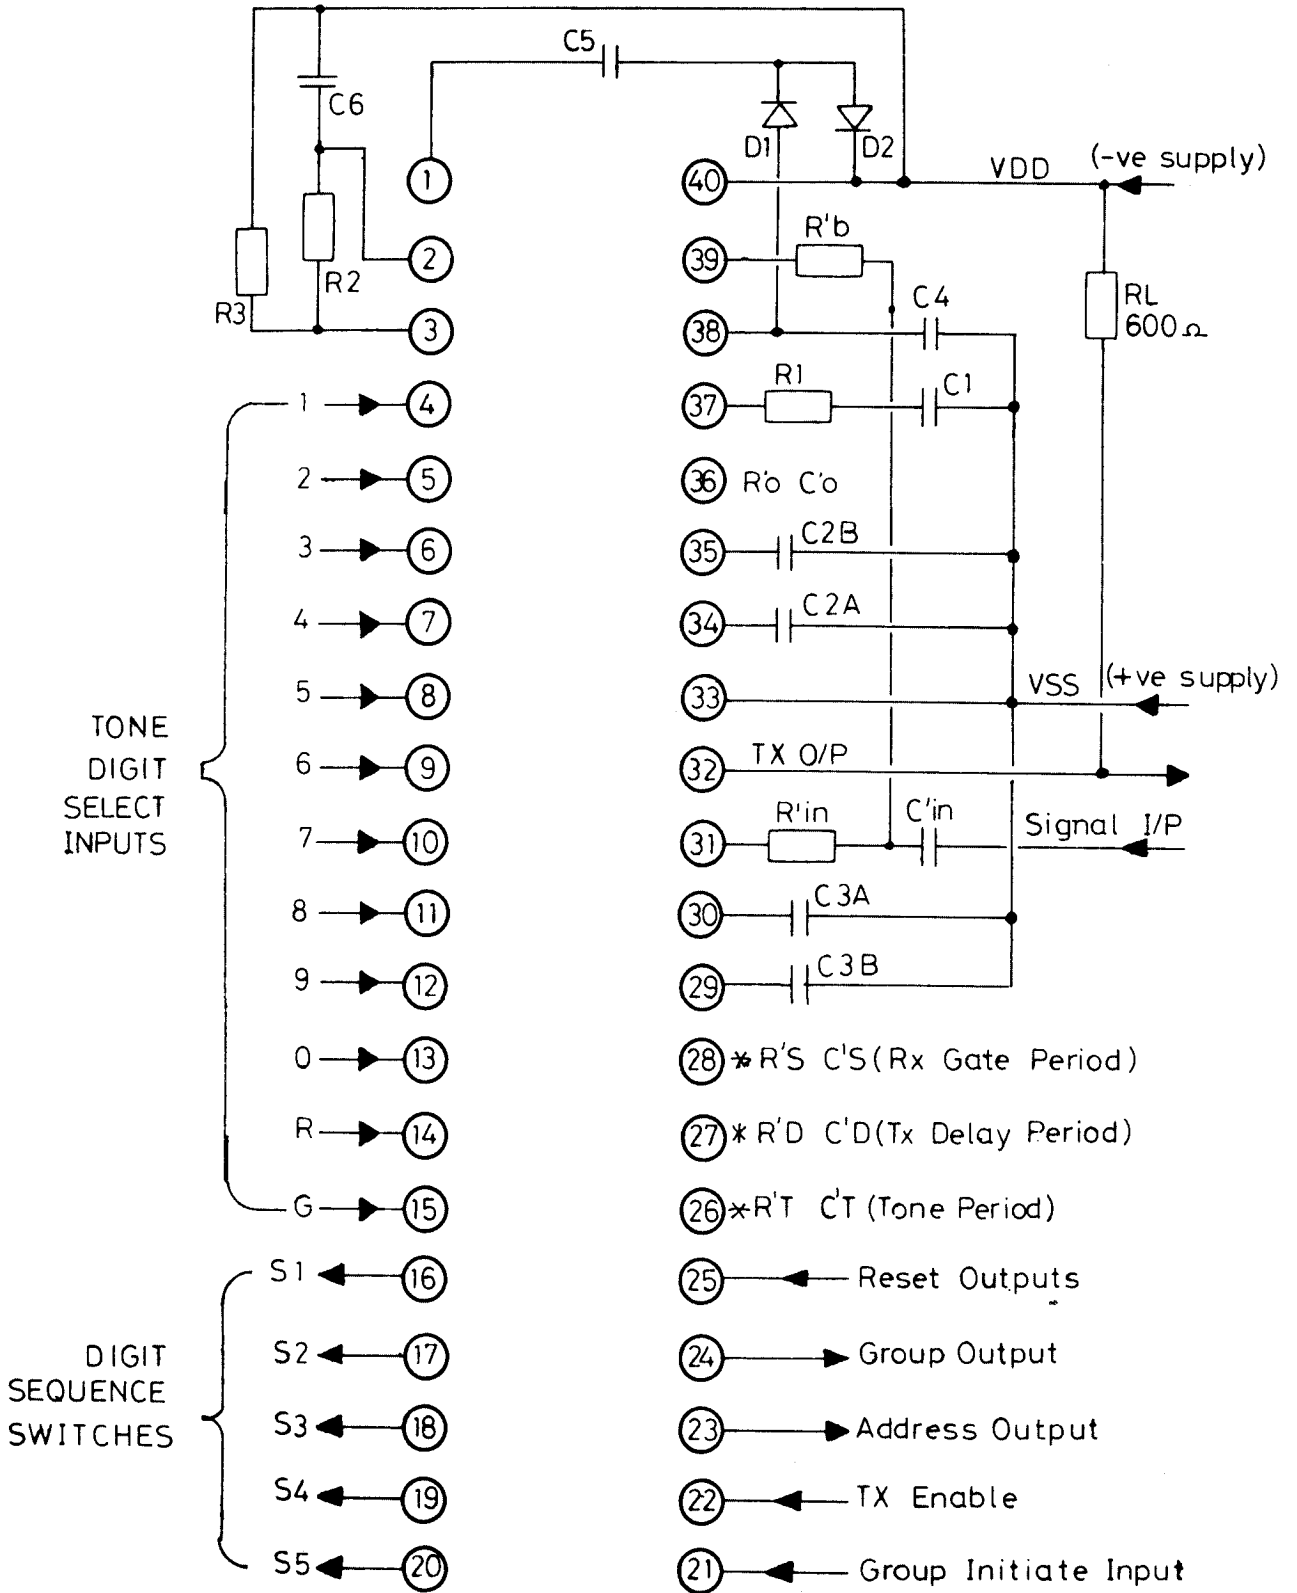 C5
C6
D1
D2
1
40
VDD
(-ve supply)
R'b
2
39
R2
R3
C4
RL
600Ω
3
38
R1
C1
1
4
37
2
5
36
R'o C'o
3
6
35
C2B
4
7
34
C2A
5
8
33
VSS
(+ve supply)
TONE
DIGIT
SELECT
INPUTS
6
9
32
TX O/P
7
10
31
R'in
C'in
Signal I/P
8
11
30
C3A
9
12
29
C3B
0
13
28
* R'S C'S (Rx Gate Period)
R
14
27
* R'D C'D (Tx Delay Period)
G
15
26
* R'T C'T (Tone Period)
S1
16
25
Reset Outputs
DIGIT
SEQUENCE
SWITCHES
S2
17
24
Group Output
S3
18
23
Address Output
S4
19
22
TX Enable
S5
20
21
Group Initiate Input